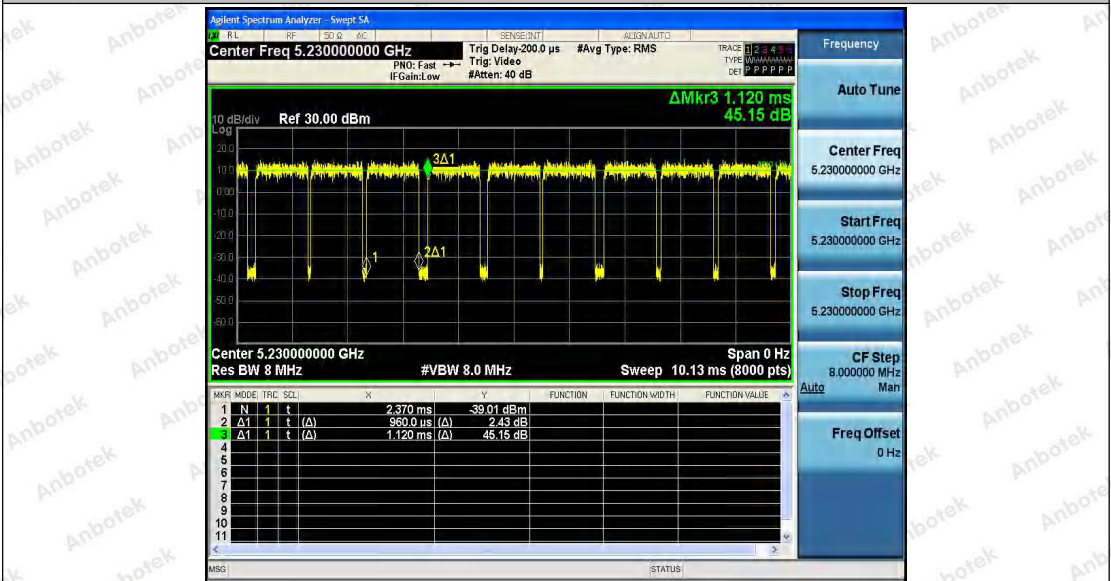 Agilent Spectrum Analyzer - Swept SA
LXI RL RF 50 Ω AC SENSE:INT ALIGNAUTO
Center Freq 5.230000000 GHz Trig Delay-200.0 µs #Avg Type: RMS TRACE 1 2 3 4 5 6 Frequency
PNO: Fast Trig: Video TYPE
IFGain:Low #Atten: 40 dB DET P P P P P P
Auto Tune
ΔMkr3 1.120 ms
10 dB/div Ref 30.00 dBm 45.15 dB
Log
20.0
10.0
0.00
-10.0
-30.0
-40.0
-50.0
-60.0
3Δ1
1
2Δ1
Center Freq
5.230000000 GHz
Start Freq
5.230000000 GHz
Stop Freq
5.230000000 GHz
Center 5.230000000 GHz Span 0 Hz
Res BW 8 MHz #VBW 8.0 MHz Sweep 10.13 ms (8000 pts)
CF Step
8.000000 MHz
Auto Man
MKR MODE TRC SCL X Y FUNCTION FUNCTION WIDTH FUNCTION VALUE
1 N 1 t 2.370 ms -39.01 dBm
2 Δ1 1 t (Δ) 960.0 µs (Δ) 2.43 dB
3 Δ1 1 t (Δ) 1.120 ms (Δ) 45.15 dB
4
5
6
7
8
9
10
11
Freq Offset
0 Hz
MSG STATUS
Anbotek